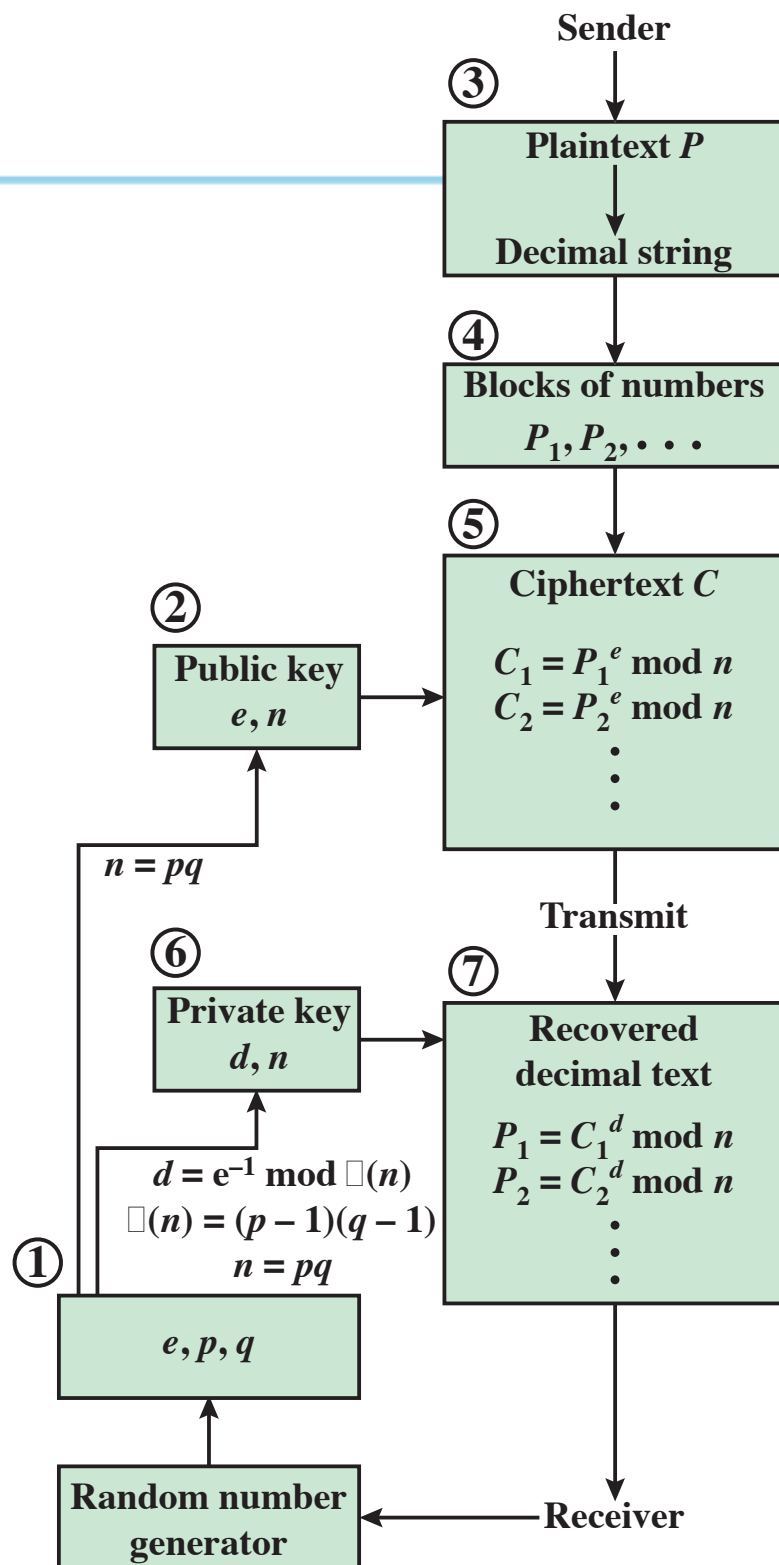 Sender
③
Plaintext P
Decimal string
④
Blocks of numbers
P₁, P₂, . . .
⑤
Ciphertext C
C₁ = P₁ᵉ mod n
C₂ = P₂ᵉ mod n
②
Public key
e, n
n = pq
Transmit
⑥
Private key
d, n
⑦
Recovered
decimal text
P₁ = C₁ᵈ mod n
P₂ = C₂ᵈ mod n
d = e⁻¹ mod □(n)
□(n) = (p – 1)(q – 1)
n = pq
①
e, p, q
Random number
generator
Receiver